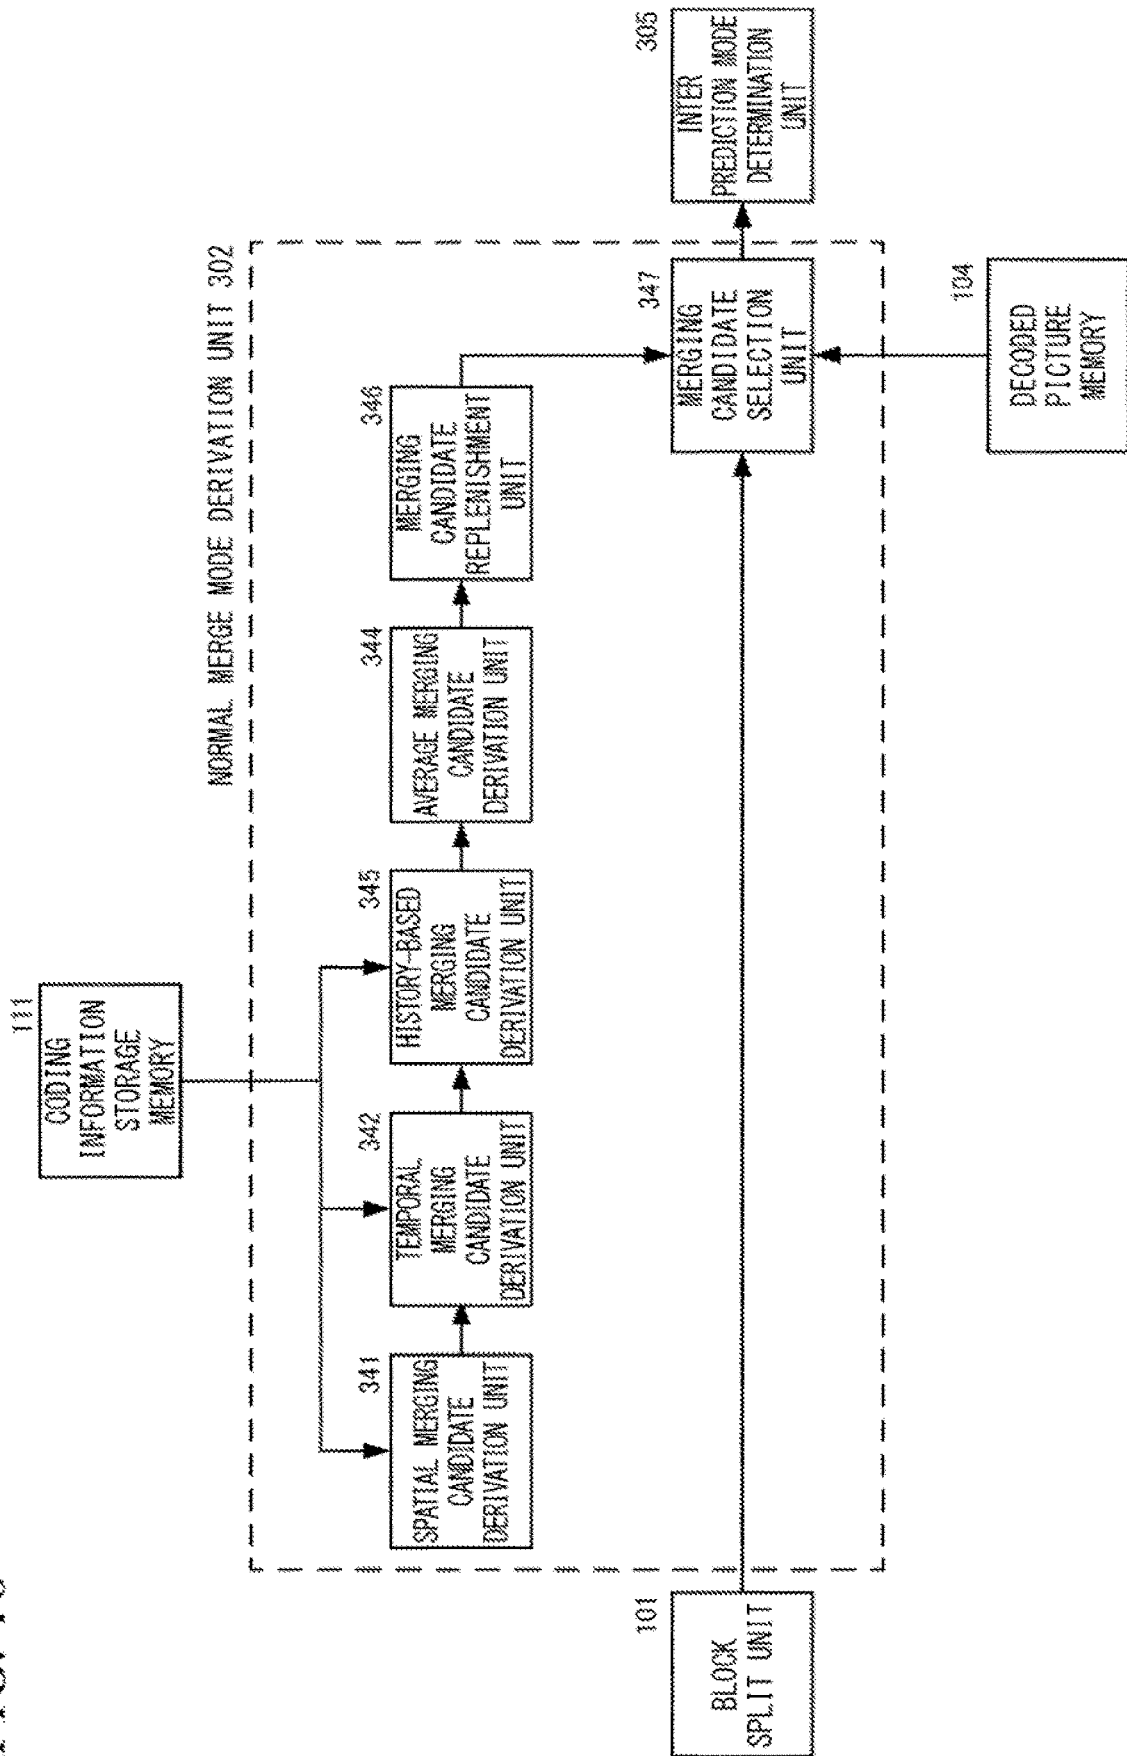 111
CODING
INFORMATION
STORAGE
MEMORY
NORMAL MERGE MODE DERIVATION UNIT 302
341
SPATIAL MERGING
CANDIDATE
DERIVATION UNIT
342
TEMPORAL
MERGING
CANDIDATE
DERIVATION UNIT
345
HISTORY-BASED
MERGING
CANDIDATE
DERIVATION UNIT
344
AVERAGE MERGING
CANDIDATE
DERIVATION UNIT
346
MERGING
CANDIDATE
REPLENISHMENT
UNIT
101
BLOCK
SPLIT UNIT
347
MERGING
CANDIDATE
SELECTION
UNIT
305
INTER
PREDICTION MODE
DETERMINATION
UNIT
104
DECODED
PICTURE
MEMORY